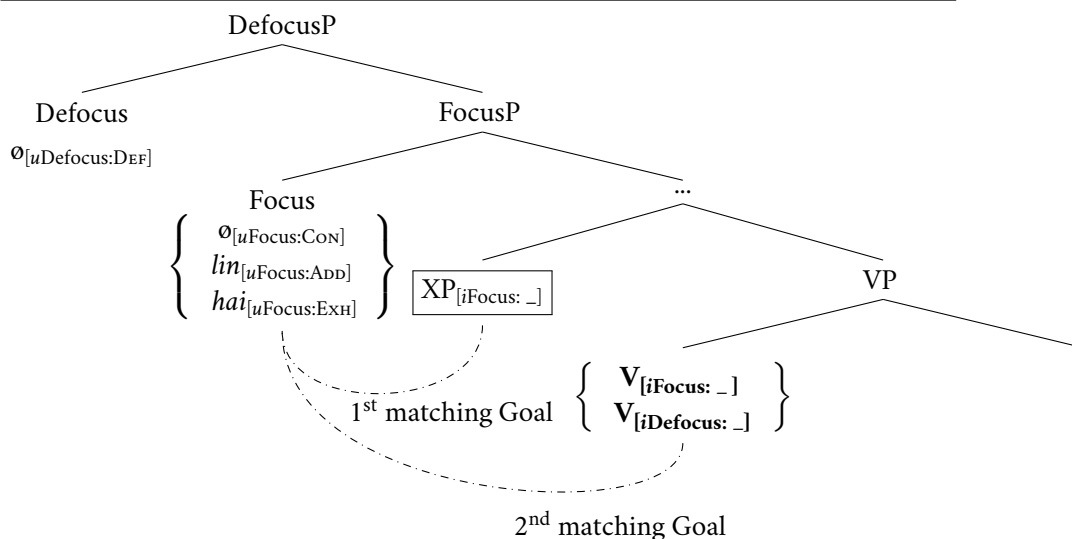 DefocusP
Defocus
ø[uDefocus:DEF]
FocusP
Focus
ø[uFocus:CON]
lin[uFocus:ADD]
hai[uFocus:EXH]
...
XP[iFocus: _]
VP
V[iFocus: _ ]
V[iDefocus: _]
1st matching Goal
2nd matching Goal